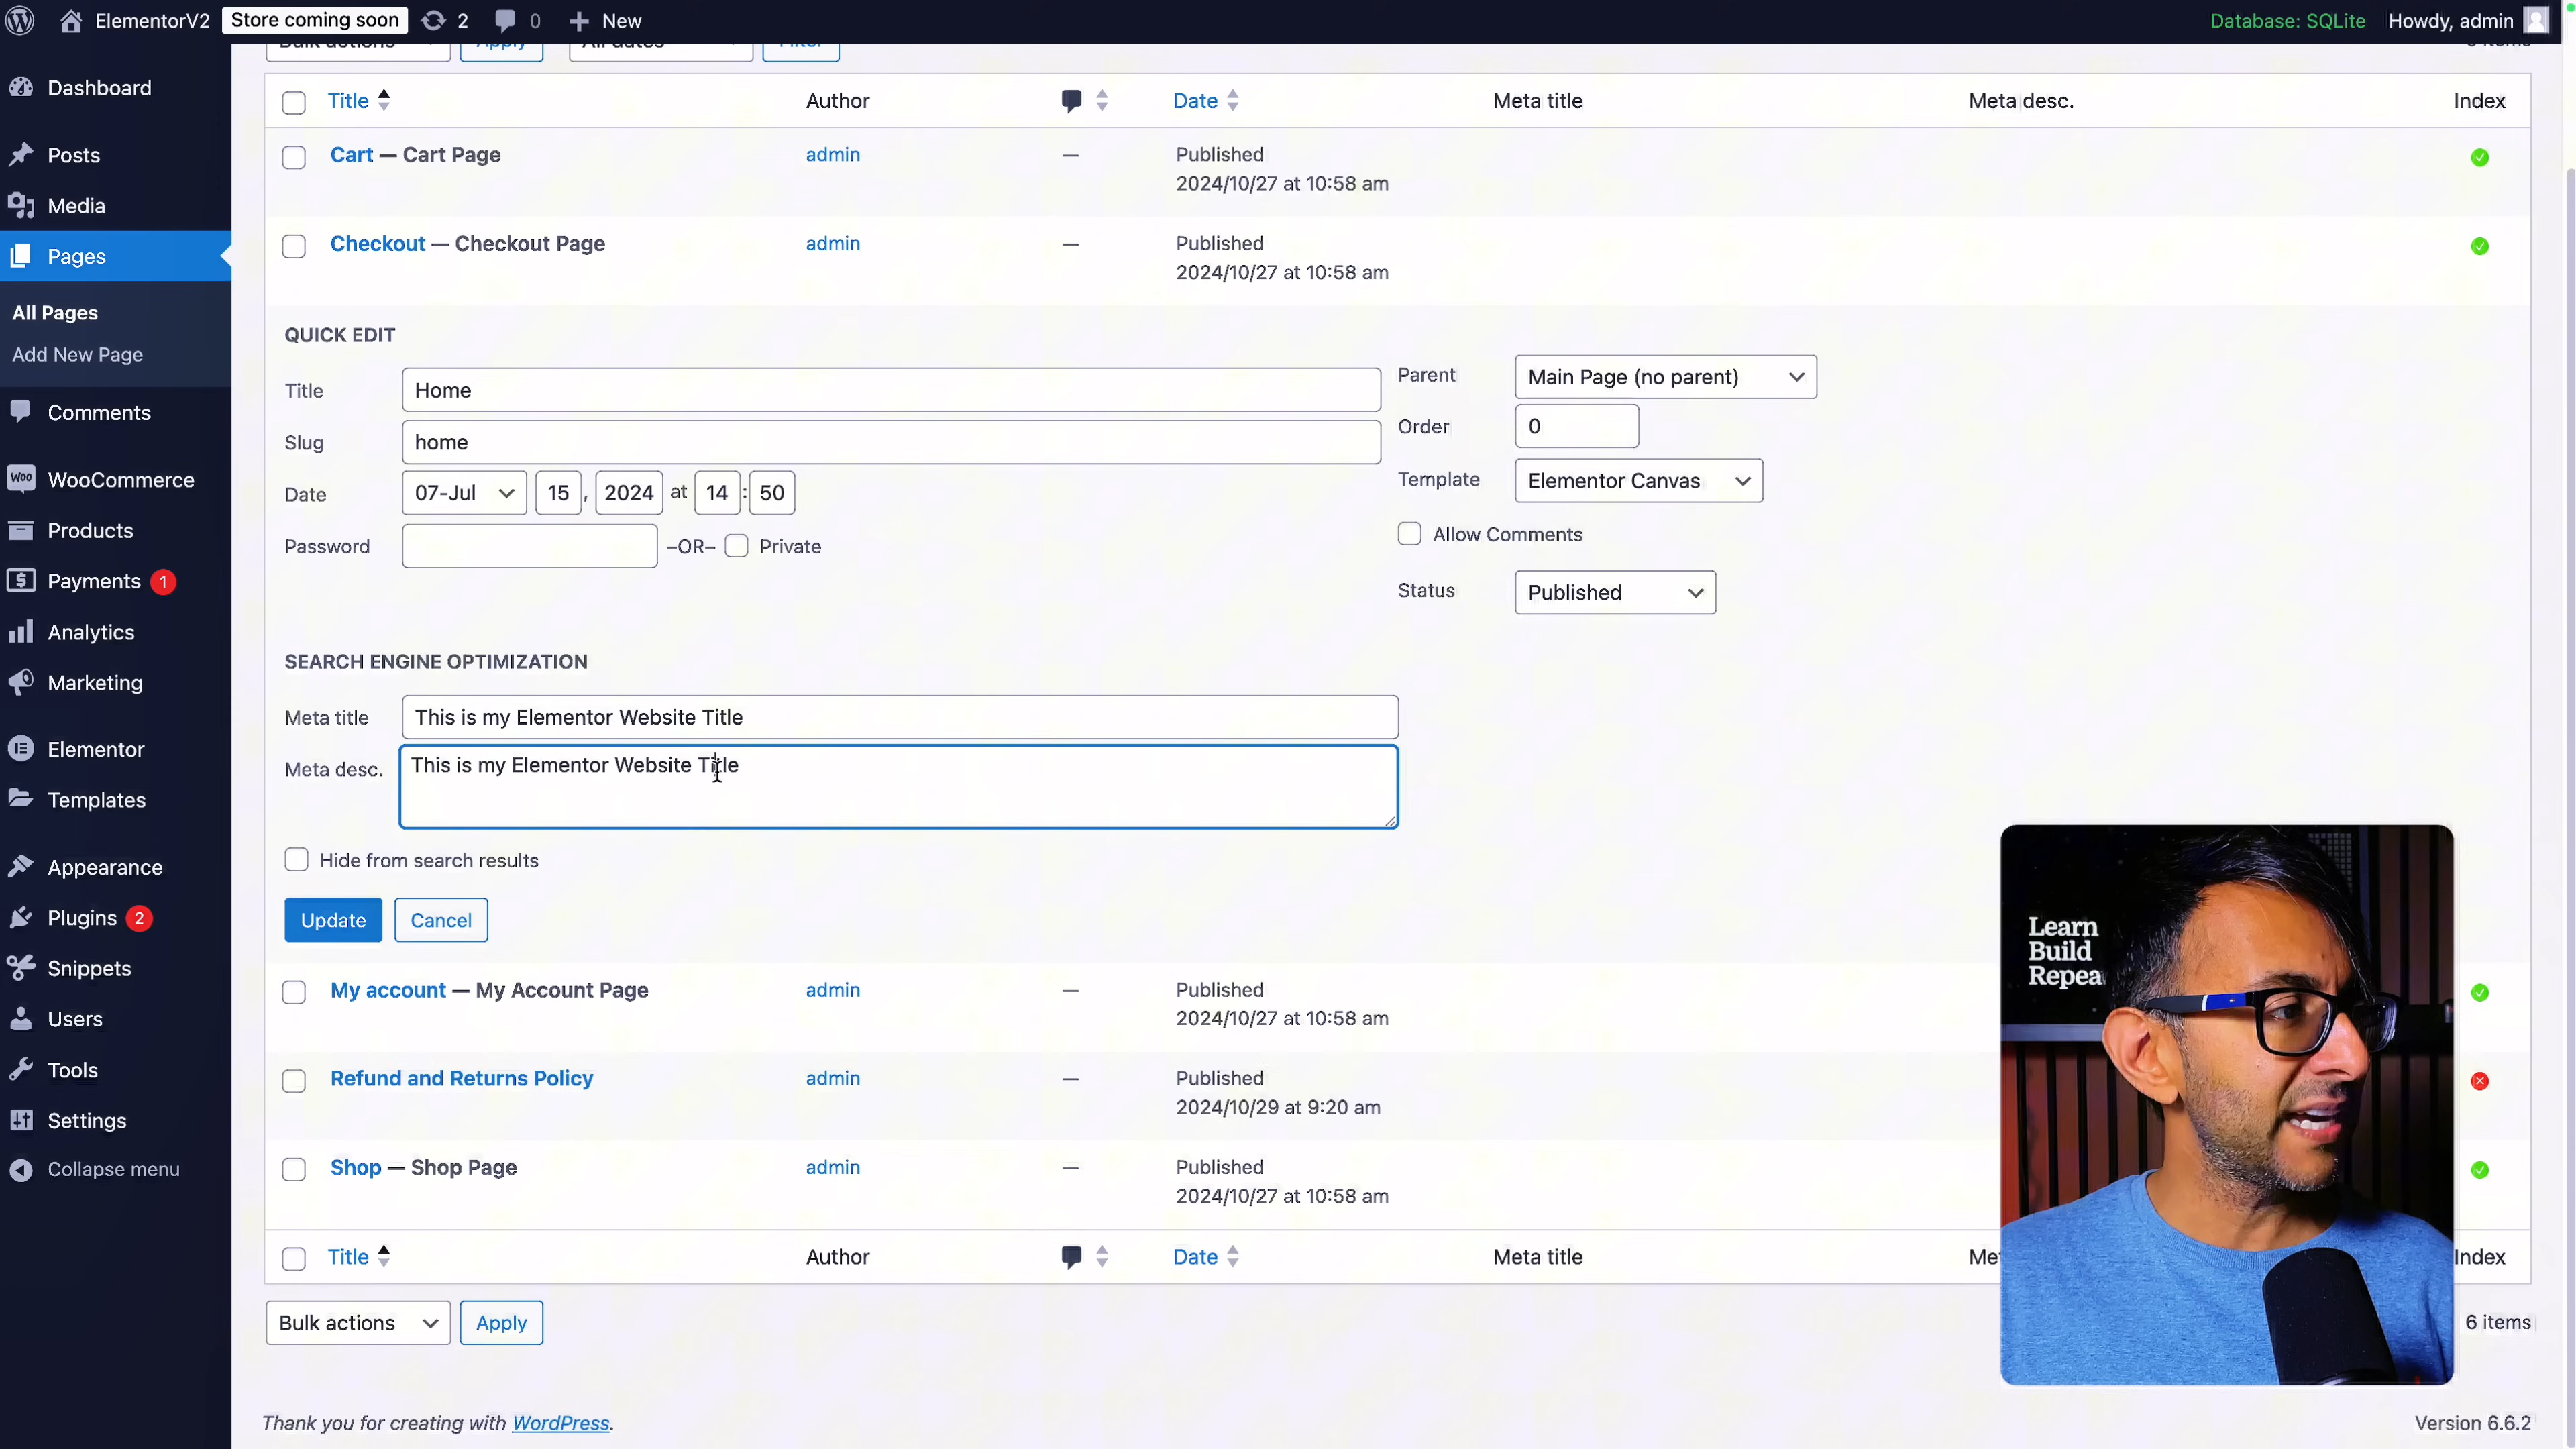 ElementorV2 Store coming soon 2 0 New Database: SQLite Howdy, admin
Bulk actions Apply All dates Filter
Dashboard
Posts
Media
Pages
All Pages
Add New Page
Comments
WooCommerce
Products
Payments 1
Analytics
Marketing
Elementor
Templates
Appearance
Plugins 2
Snippets
Users
Tools
Settings
Collapse menu
Title Author Date Meta title Meta desc. Index
Cart — Cart Page admin — Published
2024/10/27 at 10:58 am
Checkout — Checkout Page admin — Published
2024/10/27 at 10:58 am
QUICK EDIT
Title Home
Slug home
Date 07-Jul 15 , 2024 at 14 : 50
Password –OR– Private
Parent Main Page (no parent)
Order 0
Template Elementor Canvas
Allow Comments
Status Published
SEARCH ENGINE OPTIMIZATION
Meta title This is my Elementor Website Title
Meta desc. This is my Elementor Website Title
Hide from search results
Update Cancel
My account — My Account Page admin — Published
2024/10/27 at 10:58 am
Refund and Returns Policy admin — Published
2024/10/29 at 9:20 am
Shop — Shop Page admin — Published
2024/10/27 at 10:58 am
Title Author Date Meta title Me Index
Bulk actions Apply 6 items
Learn
Build
Repea
Thank you for creating with WordPress. Version 6.6.2